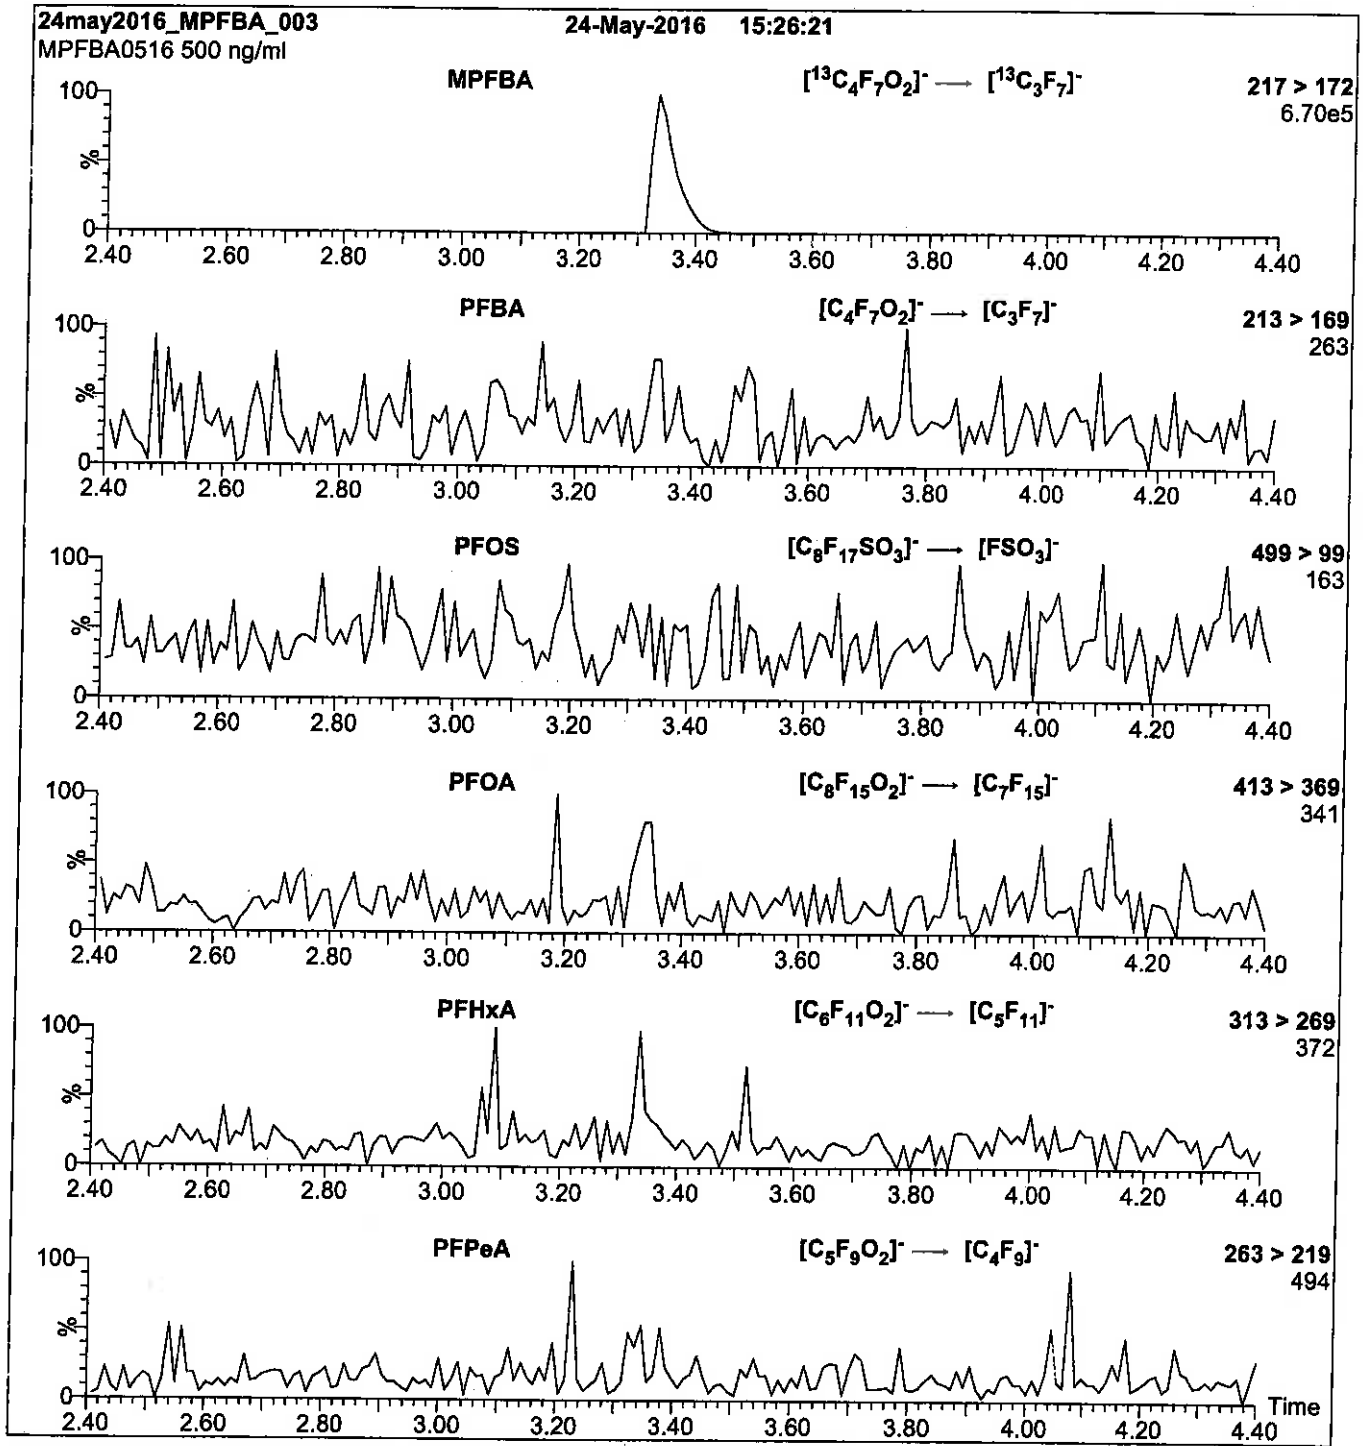 24may2016_MPFBA_003 24-May-2016 15:26:21
MPFBA0516 500 ng/ml
MPFBA [¹³C₄F₇O₂]⁻ → [¹³C₃F₇]⁻ 217 > 172
6.70e5
100
%
0
2.40 2.60 2.80 3.00 3.20 3.40 3.60 3.80 4.00 4.20 4.40
PFBA [C₄F₇O₂]⁻ → [C₃F₇]⁻ 213 > 169
263
100
%
0
2.40 2.60 2.80 3.00 3.20 3.40 3.60 3.80 4.00 4.20 4.40
PFOS [C₈F₁₇SO₃]⁻ → [FSO₃]⁻ 499 > 99
163
100
%
0
2.40 2.60 2.80 3.00 3.20 3.40 3.60 3.80 4.00 4.20 4.40
PFOA [C₈F₁₅O₂]⁻ → [C₇F₁₅]⁻ 413 > 369
341
100
%
0
2.40 2.60 2.80 3.00 3.20 3.40 3.60 3.80 4.00 4.20 4.40
PFHxA [C₆F₁₁O₂]⁻ → [C₅F₁₁]⁻ 313 > 269
372
100
%
0
2.40 2.60 2.80 3.00 3.20 3.40 3.60 3.80 4.00 4.20 4.40
PFPeA [C₅F₉O₂]⁻ → [C₄F₉]⁻ 263 > 219
494
100
%
0
Time
2.40 2.60 2.80 3.00 3.20 3.40 3.60 3.80 4.00 4.20 4.40